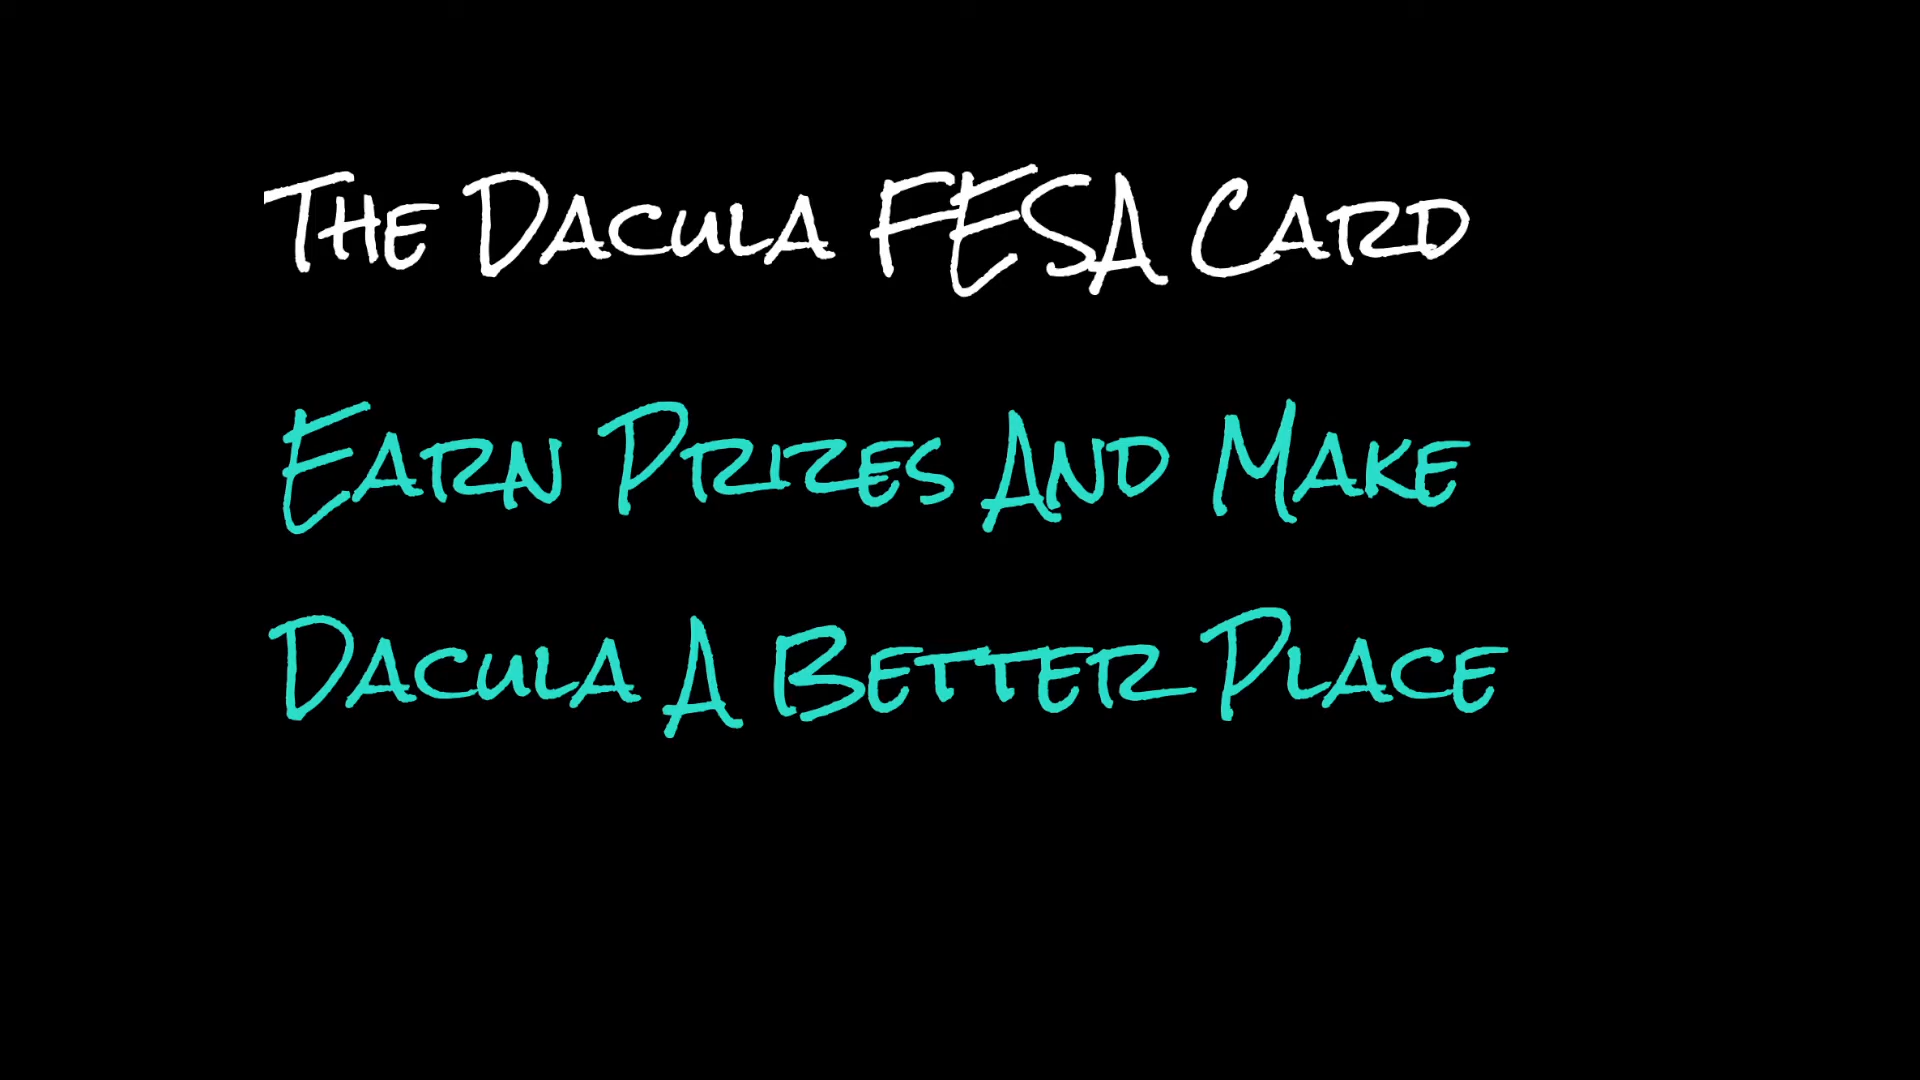 The Dacula FESA Card
Earn Prizes And Make
Dacula A Better Place